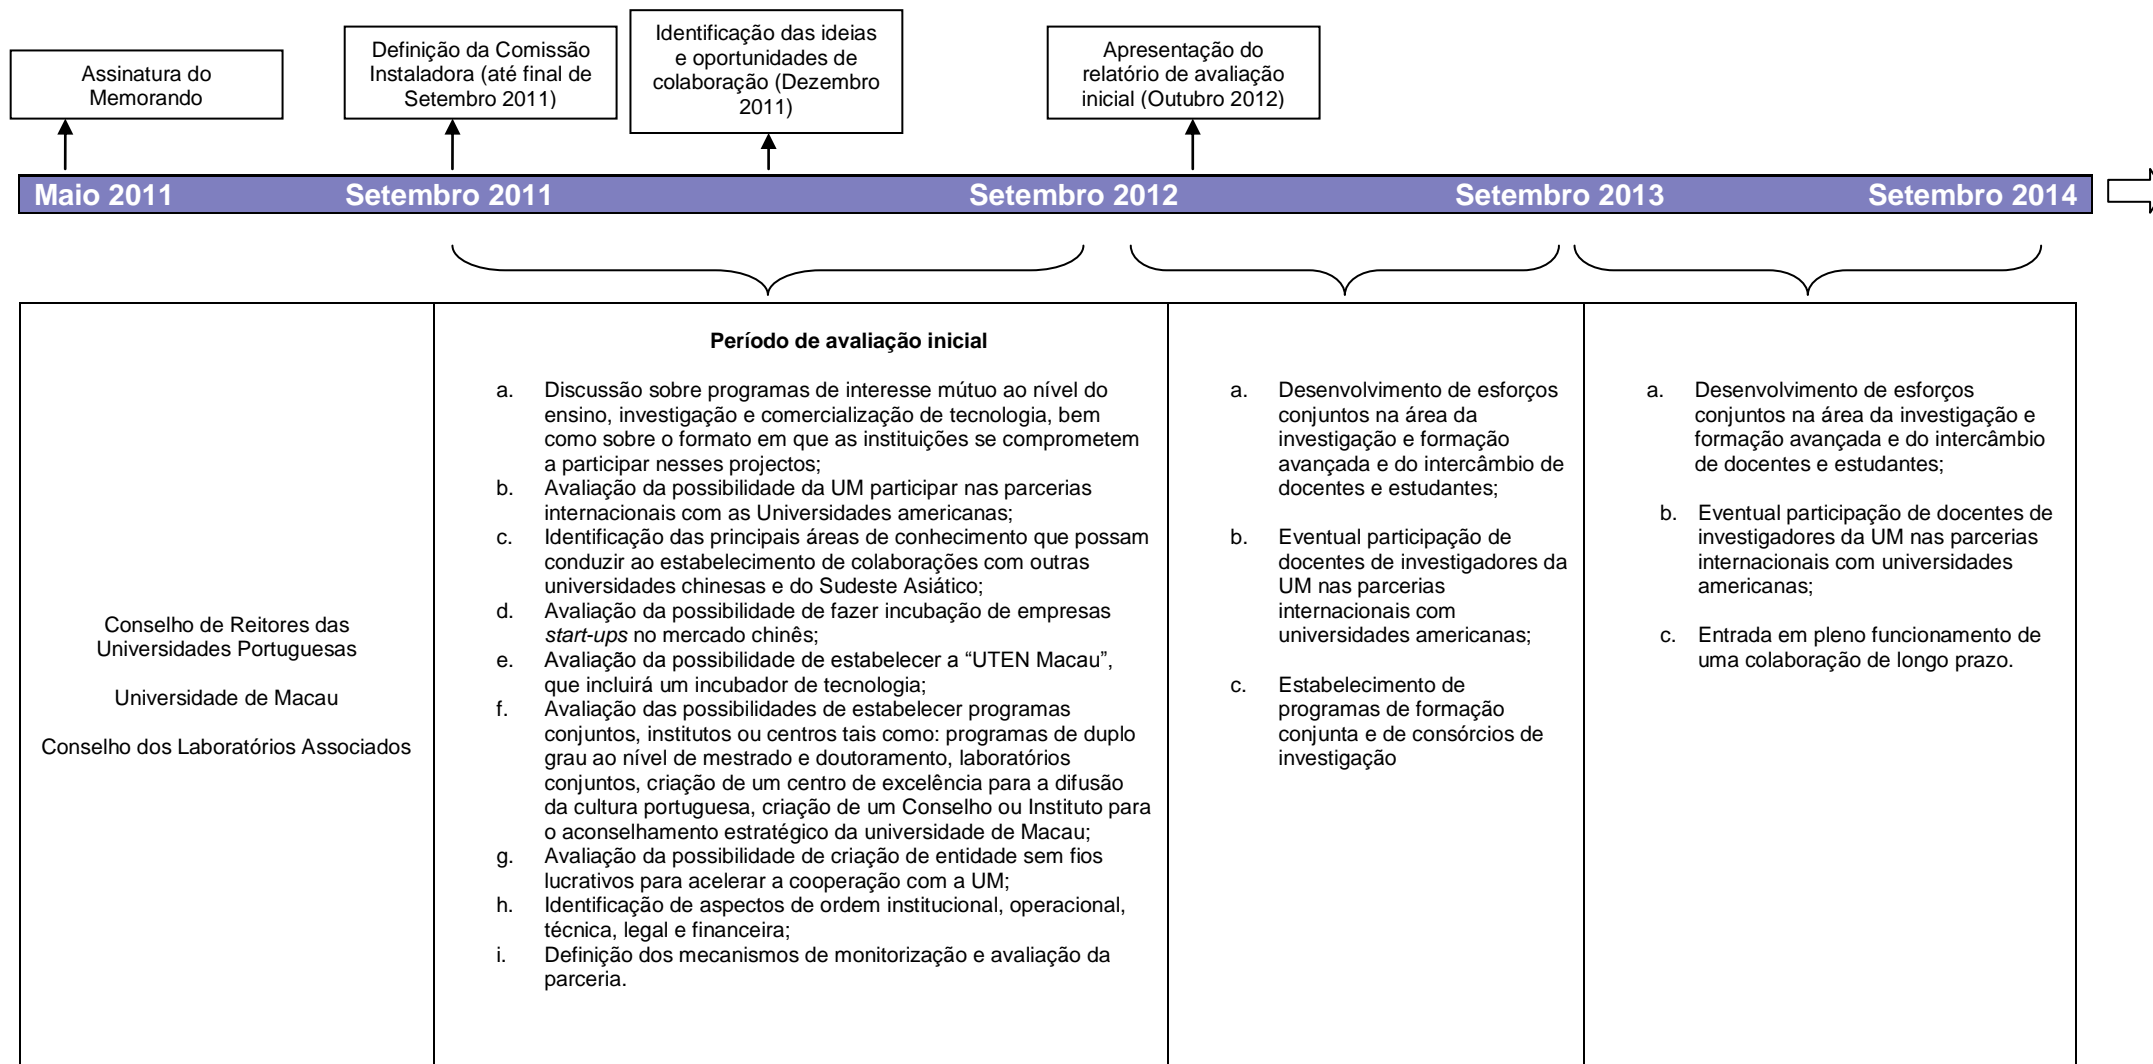 Assinatura do
Memorando
Definição da Comissão
Instaladora (até final de
Setembro 2011)
Identificação das ideias
e oportunidades de
colaboração (Dezembro
2011)
Apresentação do
relatório de avaliação
inicial (Outubro 2012)
Maio 2011
Setembro 2011
Setembro 2012
Setembro 2013
Setembro 2014
Conselho de Reitores das
Universidades Portuguesas
Universidade de Macau
Conselho dos Laboratórios Associados
Período de avaliação inicial
a. Discussão sobre programas de interesse mútuo ao nível do
ensino, investigação e comercialização de tecnologia, bem
como sobre o formato em que as instituições se comprometem
a participar nesses projectos;
b. Avaliação da possibilidade da UM participar nas parcerias
internacionais com as Universidades americanas;
c. Identificação das principais áreas de conhecimento que possam
conduzir ao estabelecimento de colaborações com outras
universidades chinesas e do Sudeste Asiático;
d. Avaliação da possibilidade de fazer incubação de empresas
start-ups no mercado chinês;
e. Avaliação da possibilidade de estabelecer a “UTEN Macau”,
que incluirá um incubador de tecnologia;
f. Avaliação das possibilidades de estabelecer programas
conjuntos, institutos ou centros tais como: programas de duplo
grau ao nível de mestrado e doutoramento, laboratórios
conjuntos, criação de um centro de excelência para a difusão
da cultura portuguesa, criação de um Conselho ou Instituto para
o aconselhamento estratégico da universidade de Macau;
g. Avaliação da possibilidade de criação de entidade sem fios
lucrativos para acelerar a cooperação com a UM;
h. Identificação de aspectos de ordem institucional, operacional,
técnica, legal e financeira;
i. Definição dos mecanismos de monitorização e avaliação da
parceria.
a. Desenvolvimento de esforços
conjuntos na área da
investigação e formação
avançada e do intercâmbio de
docentes e estudantes;
b. Eventual participação de
docentes de investigadores da
UM nas parcerias
internacionais com
universidades americanas;
c. Estabelecimento de
programas de formação
conjunta e de consórcios de
investigação
a. Desenvolvimento de esforços
conjuntos na área da investigação e
formação avançada e do intercâmbio
de docentes e estudantes;
b. Eventual participação de docentes de
investigadores da UM nas parcerias
internacionais com universidades
americanas;
c. Entrada em pleno funcionamento de
uma colaboração de longo prazo.